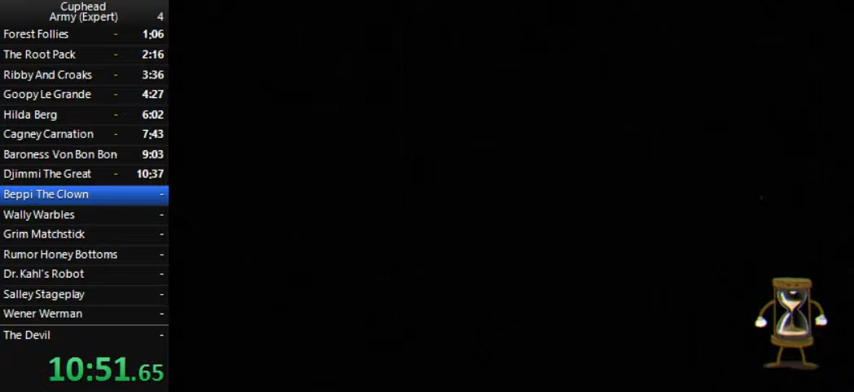 Cuphead
Army (Expert) 4
Forest Follies - 1:06
The Root Pack - 2:16
Ribby And Croaks - 3:36
Goopy Le Grande - 4:27
Hilda Berg - 6:02
Cagney Carnation - 7:43
Baroness Von Bon Bon 9:03
Djimmi The Great - 10:37
Beppi The Clown -
Wally Warbles -
Grim Matchstick -
Rumor Honey Bottoms -
Dr. Kahl's Robot -
Salley Stageplay -
Wener Werman -
The Devil -
10:51.65